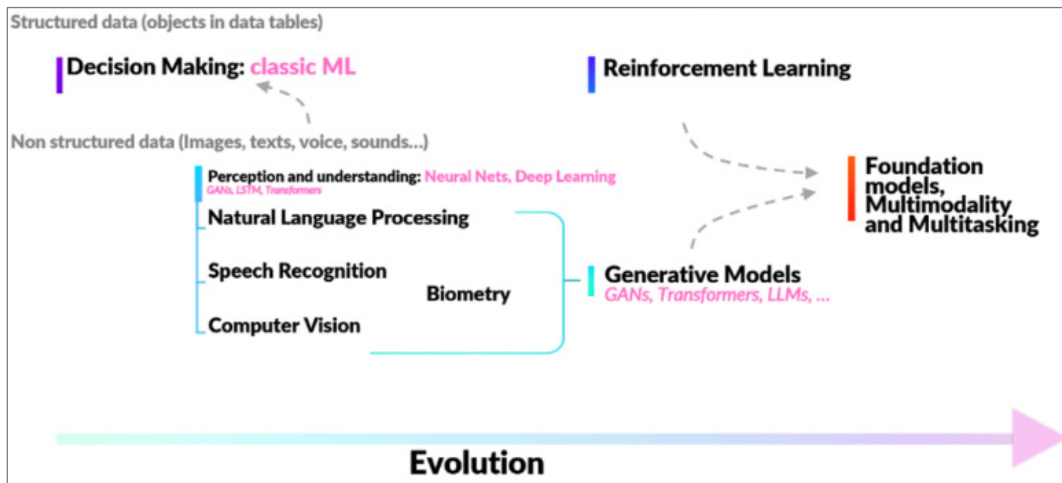 Structured data (objects in data tables)
Decision Making: classic ML
Reinforcement Learning
Non structured data (Images, texts, voice, sounds...)
Perception and understanding: Neural Nets, Deep Learning
GANs, LSTM, Transformers
Natural Language Processing
Speech Recognition
Biometry
Computer Vision
Generative Models
GANs, Transformers, LLMs, ...
Foundation
models,
Multimodality
and Multitasking
Evolution